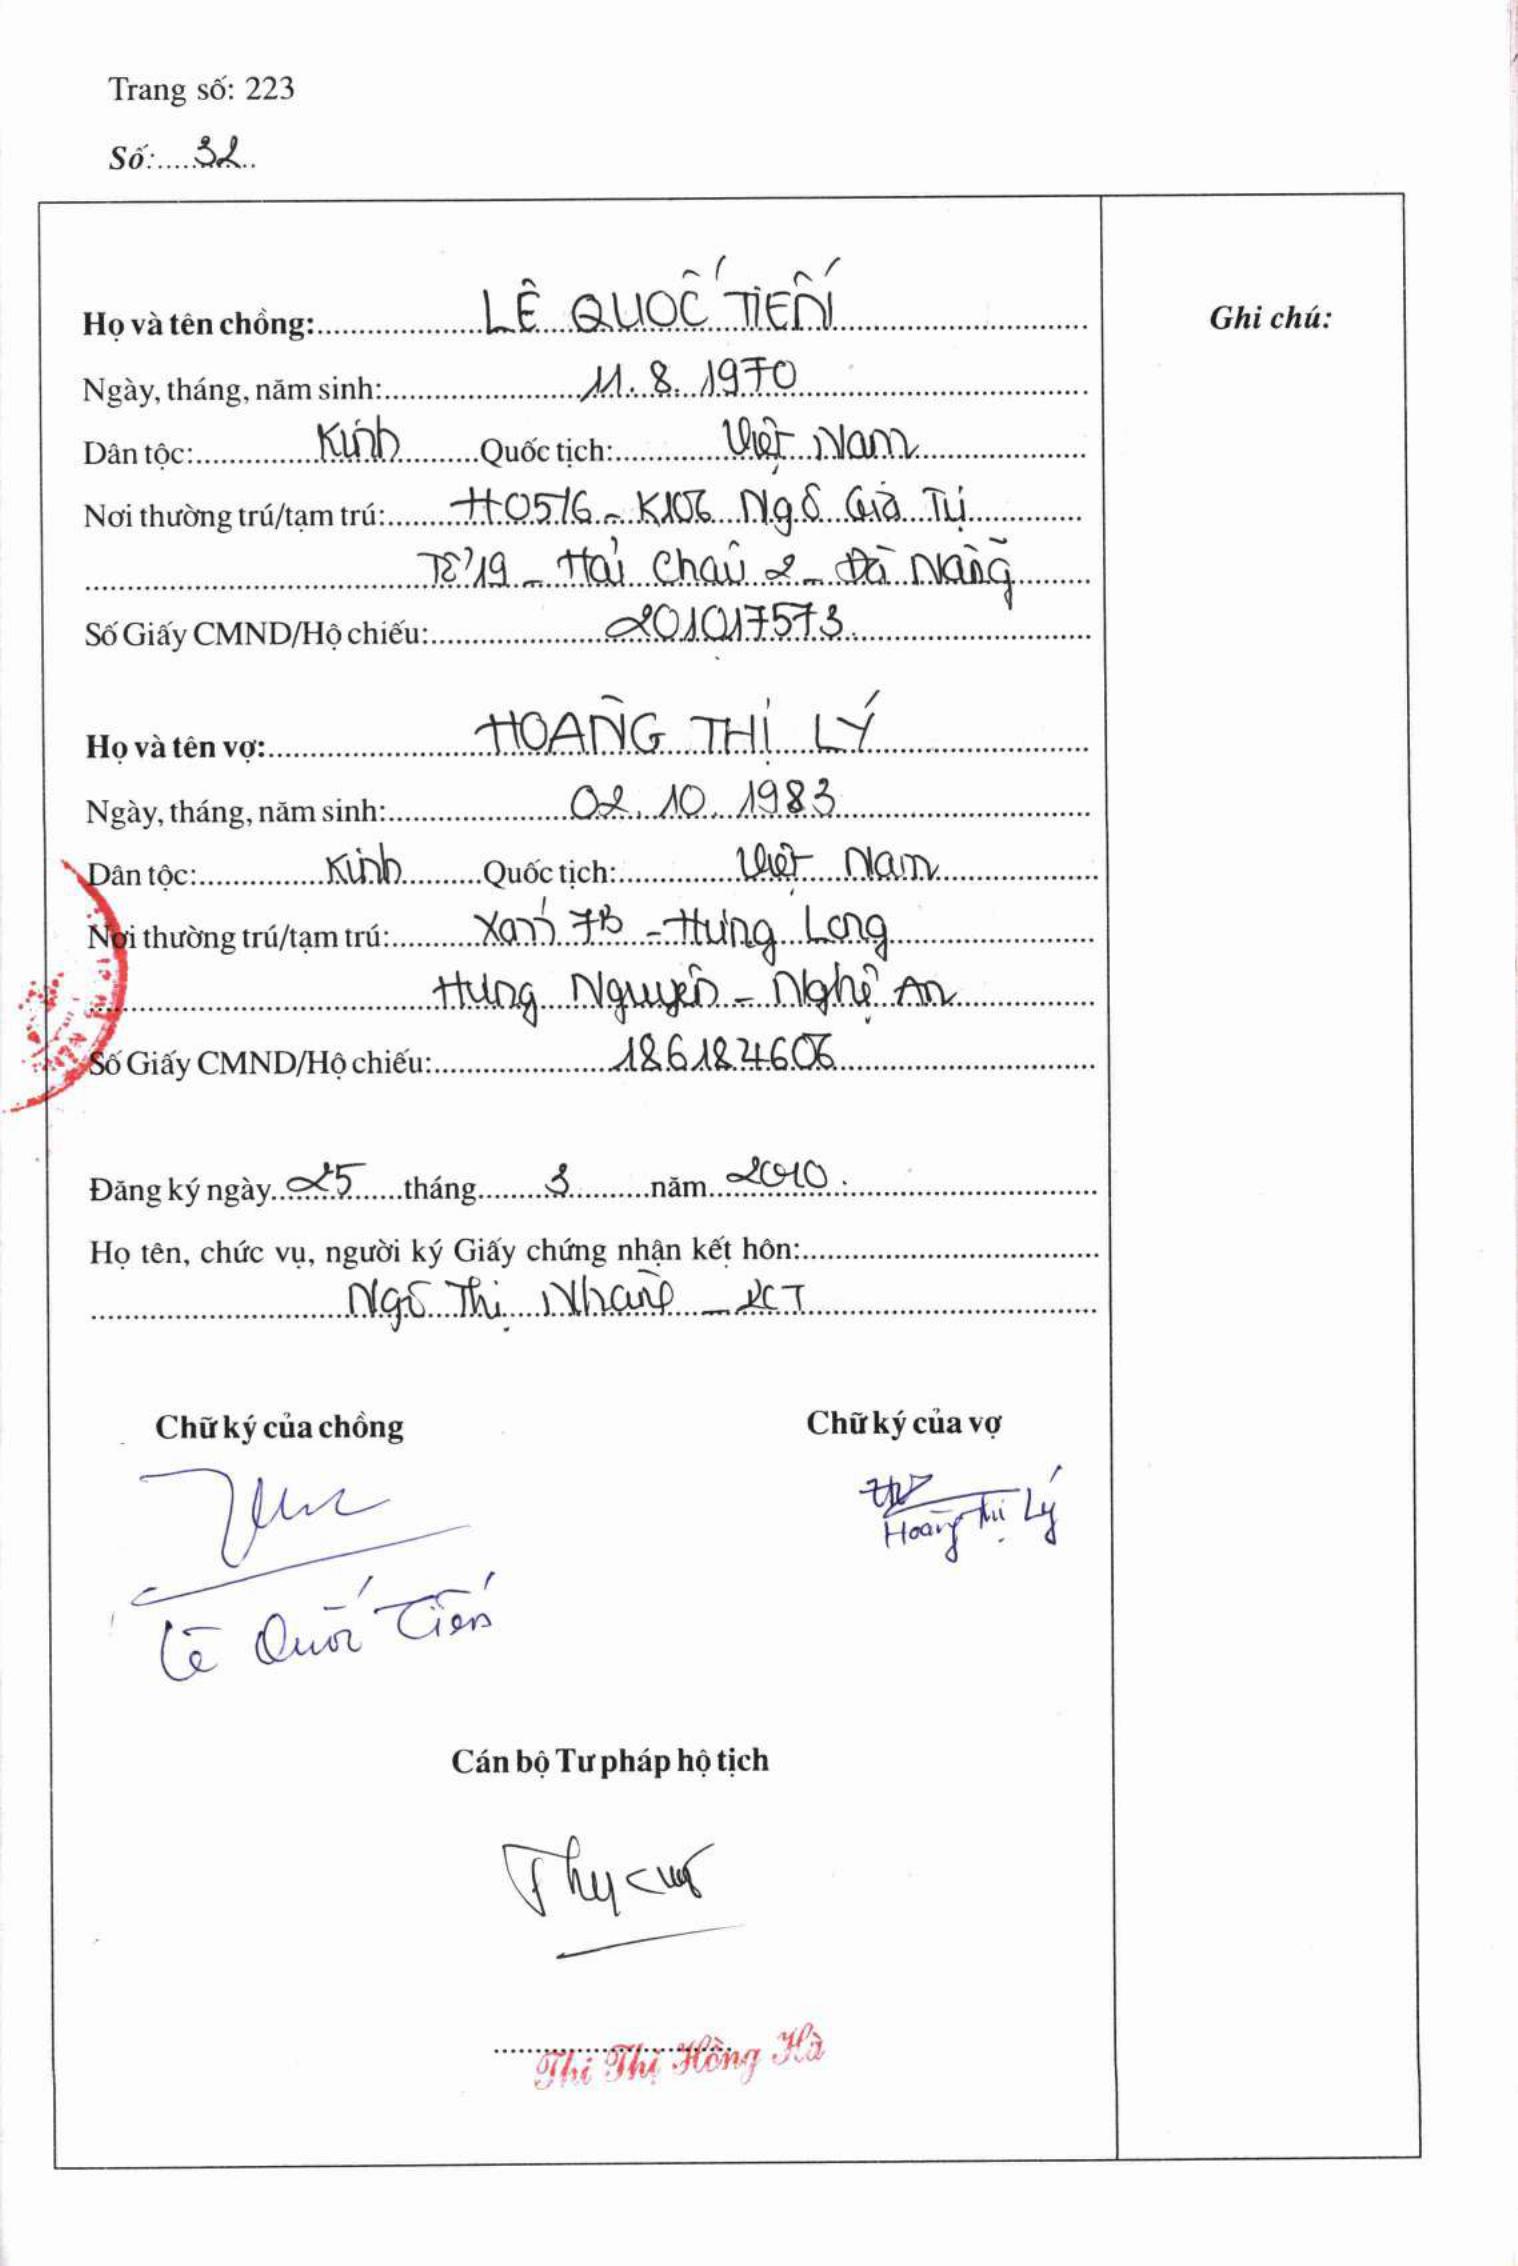 Trang số: 223
Số: 32
Họ và tên chồng: LÊ QUỐC TIẾN
Ghi chú:
Ngày, tháng, năm sinh: 11.8.1970
Dân tộc: Kinh Quốc tịch: Việt Nam
Nơi thường trú/tạm trú: H05/6 - K106 Ngô Gia Tự
Tổ 19 - Hải Châu 2 - Đà Nẵng
Số Giấy CMND/Hộ chiếu: 201017573
Họ và tên vợ: HOÀNG THỊ LÝ
Ngày, tháng, năm sinh: 02.10.1983
Dân tộc: Kinh Quốc tịch: Việt Nam
Nơi thường trú/tạm trú: Xóm 7B - Hưng Long
Hưng Nguyên - Nghệ An
Số Giấy CMND/Hộ chiếu: 186184606
Đăng ký ngày 25 tháng 3 năm 2010
Họ tên, chức vụ, người ký Giấy chứng nhận kết hôn:
Ngô Thị Nhàn -
Chữ ký của chồng
Chữ ký của vợ
Hoàng Thị Lý
Lê Quốc Tiến
Cán bộ Tư pháp hộ tịch
Thi Thị Hồng Hà